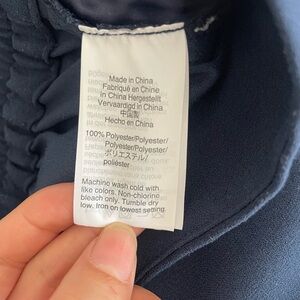 Made in China
Fabriqué en Chine
In China Hergestellt
Vervaardigd in China
中国製
Hecho en China
100% Polyester/Polyester/
Polyester/Polyester/
ポリエステル/
poliéster
Machine wash cold with
like colors. Non-chlorine
bleach only. Tumble dry
low. Iron on lowest setting.